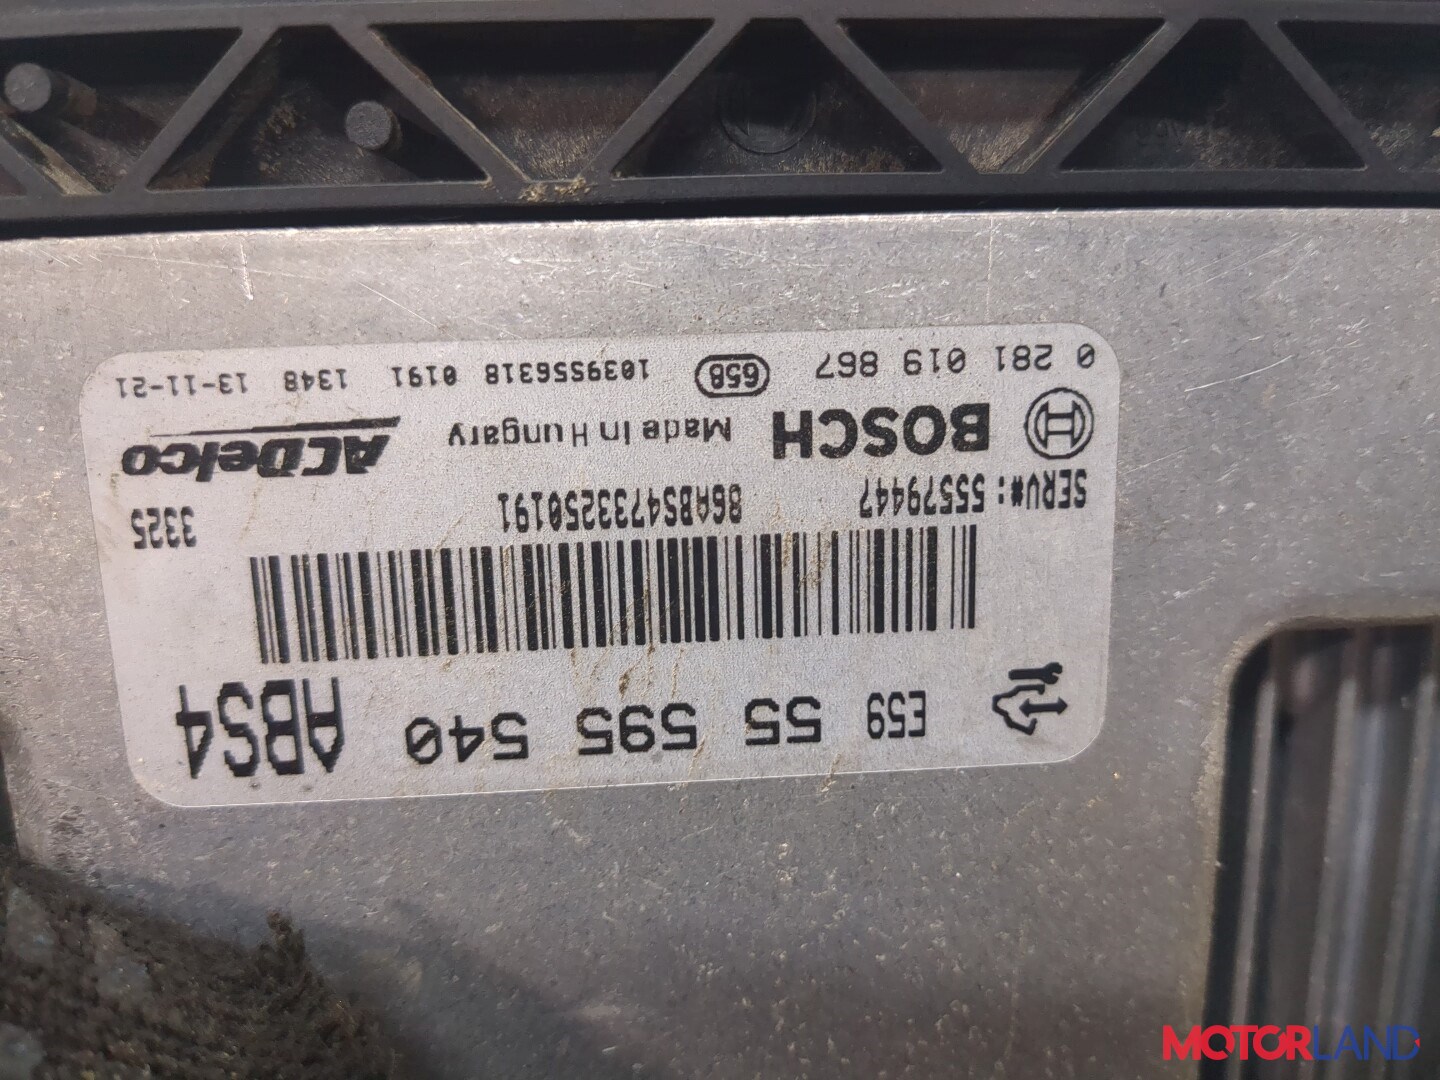 0 281 019 867 658 1039S56318 0191 1348 13-11-21
BOSCH Made In Hungary ACDelco
SERV#: 55579447 86ABS4733250191 3325
E59 55 595 540 ABS4
MOTORLAND